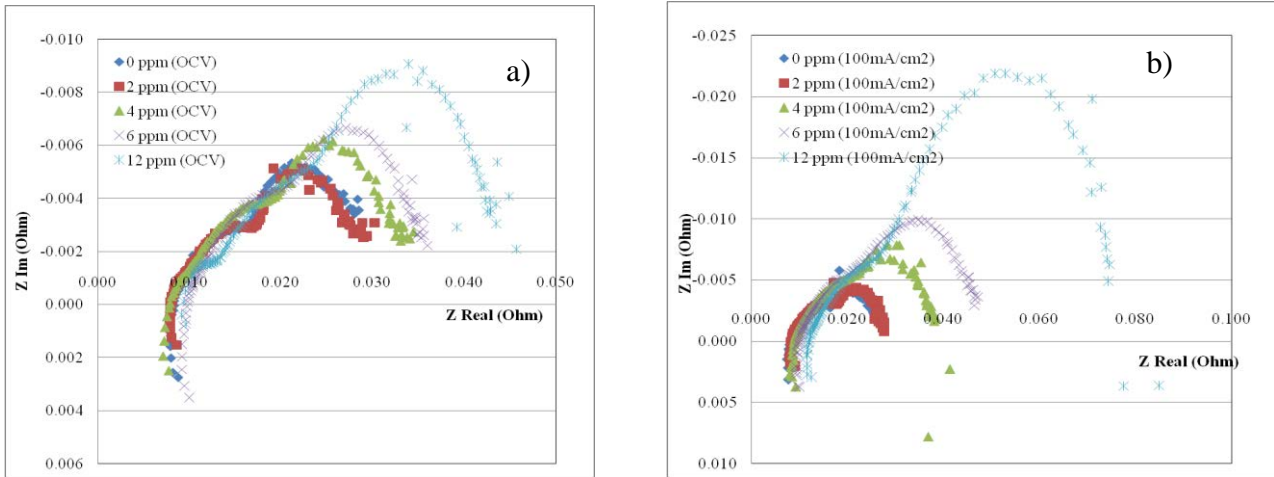 a)
-0.010
-0.008
-0.006
-0.004
-0.002
0.000
0.002
0.004
0.006
0.000
0.010
0.020
0.030
0.040
0.050
Z Im (Ohm)
Z Real (Ohm)
0 ppm (OCV)
2 ppm (OCV)
4 ppm (OCV)
6 ppm (OCV)
12 ppm (OCV)
b)
-0.025
-0.020
-0.015
-0.010
-0.005
0.000
0.005
0.010
0.000
0.020
0.040
0.060
0.080
0.100
Z Im (Ohm)
Z Real (Ohm)
0 ppm (100mA/cm2)
2 ppm (100mA/cm2)
4 ppm (100mA/cm2)
6 ppm (100mA/cm2)
12 ppm (100mA/cm2)